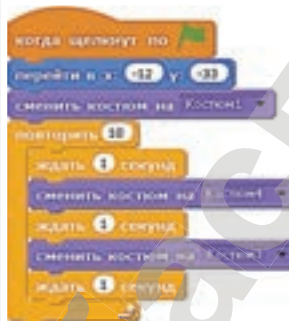 когда щелкнут по
перейти в x: -12 y: -33
сменить костюм на Костюм1
повторить 10
ждать 1 секунд
сменить костюм на
ждать 1 секунд
сменить костюм на
ждать 1 секунд